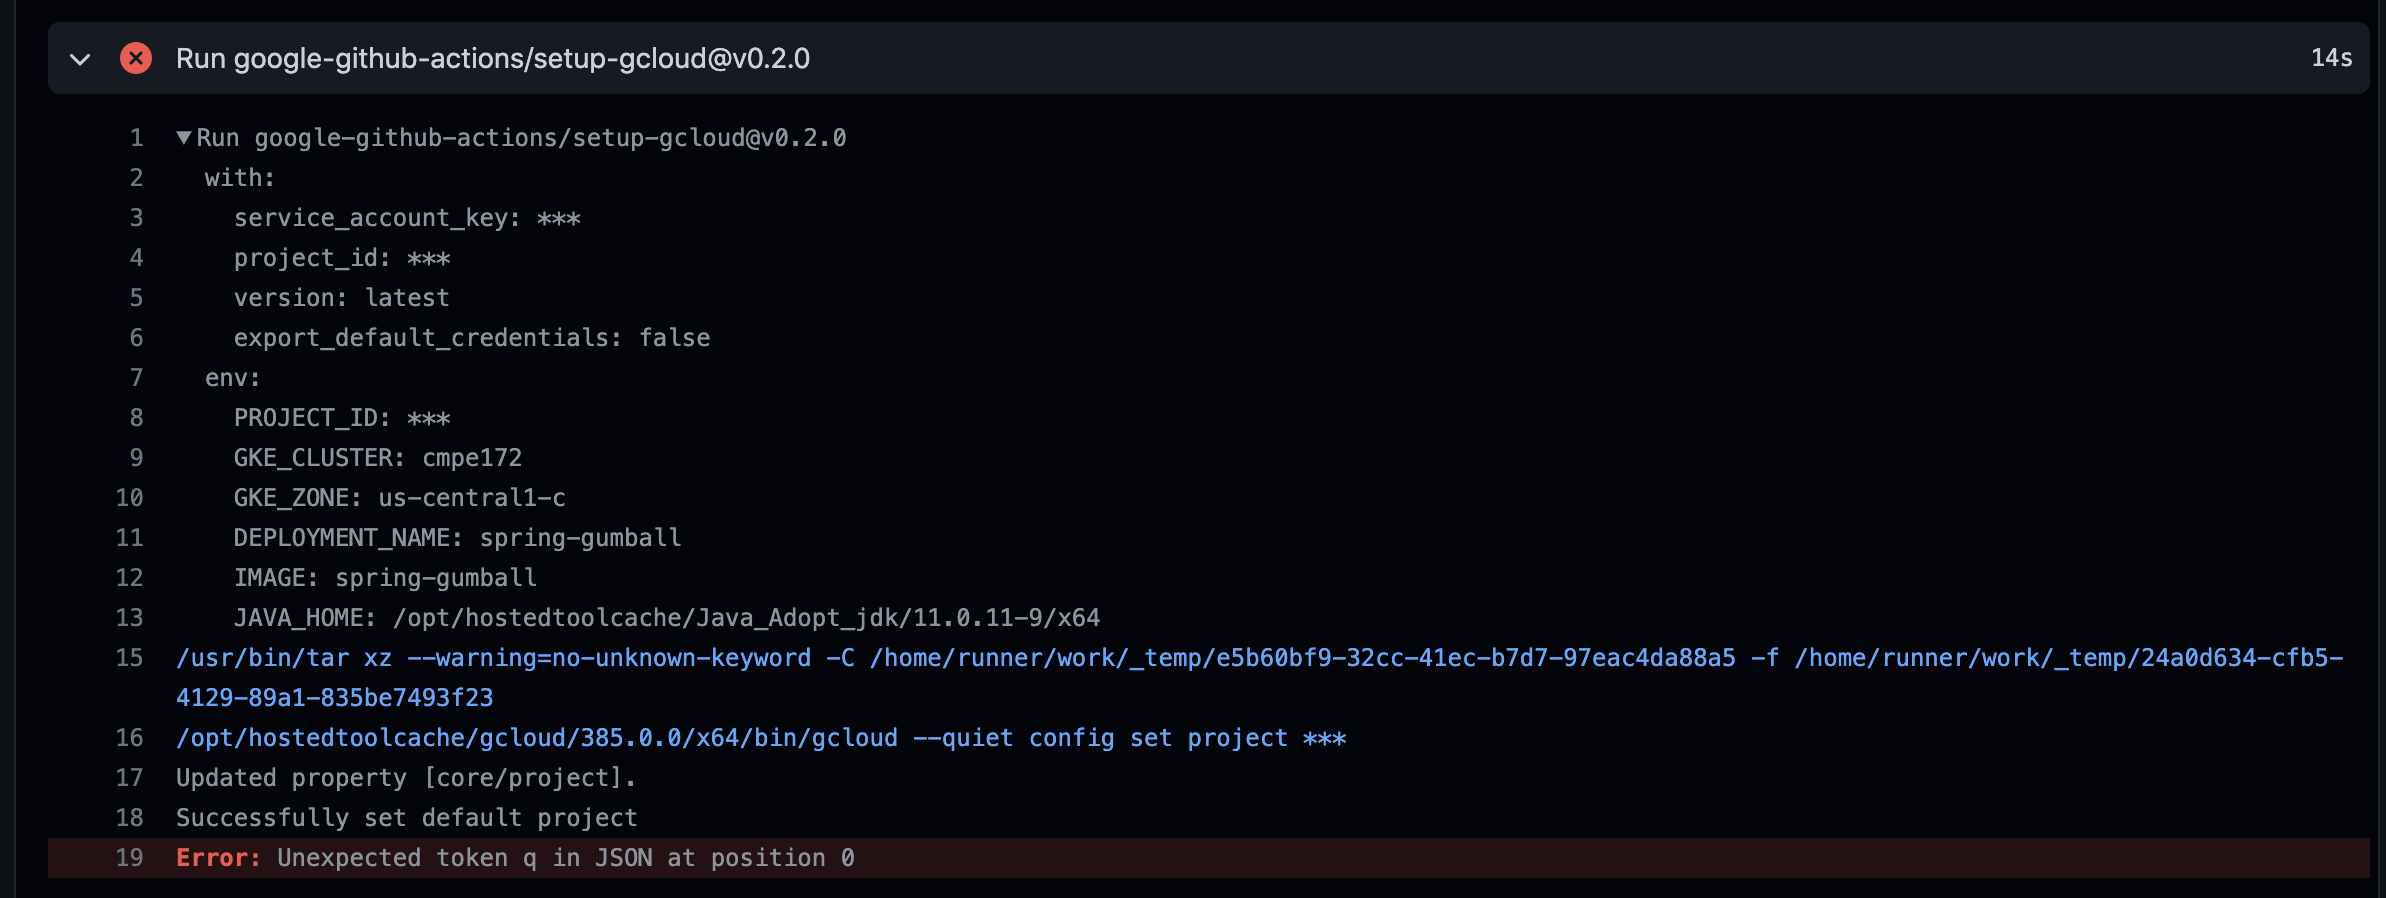 Run google-github-actions/setup-gcloud@v0.2.0 14s
1 ▼Run google-github-actions/setup-gcloud@v0.2.0
2 with:
3 service_account_key: ***
4 project_id: ***
5 version: latest
6 export_default_credentials: false
7 env:
8 PROJECT_ID: ***
9 GKE_CLUSTER: cmpe172
10 GKE_ZONE: us-central1-c
11 DEPLOYMENT_NAME: spring-gumball
12 IMAGE: spring-gumball
13 JAVA_HOME: /opt/hostedtoolcache/Java_Adopt_jdk/11.0.11-9/x64
15 /usr/bin/tar xz --warning=no-unknown-keyword -C /home/runner/work/_temp/e5b60bf9-32cc-41ec-b7d7-97eac4da88a5 -f /home/runner/work/_temp/24a0d634-cfb5-
4129-89a1-835be7493f23
16 /opt/hostedtoolcache/gcloud/385.0.0/x64/bin/gcloud --quiet config set project ***
17 Updated property [core/project].
18 Successfully set default project
19 Error: Unexpected token q in JSON at position 0